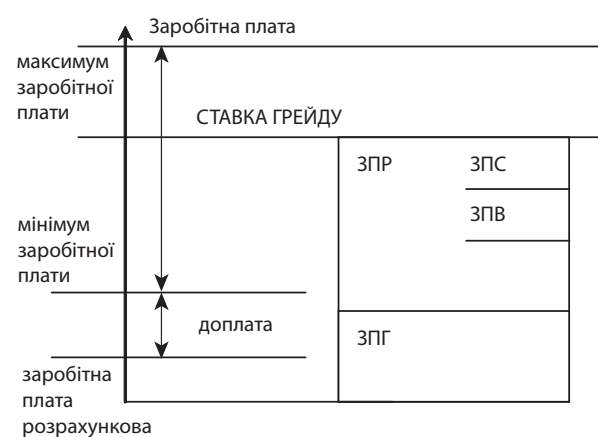 Заробітна плата
максимум
заробітної
плати
СТАВКА ГРЕЙДУ
ЗПР
ЗПС
ЗПВ
мінімум
заробітної
плати
доплата
ЗПГ
заробітна
плата
розрахункова